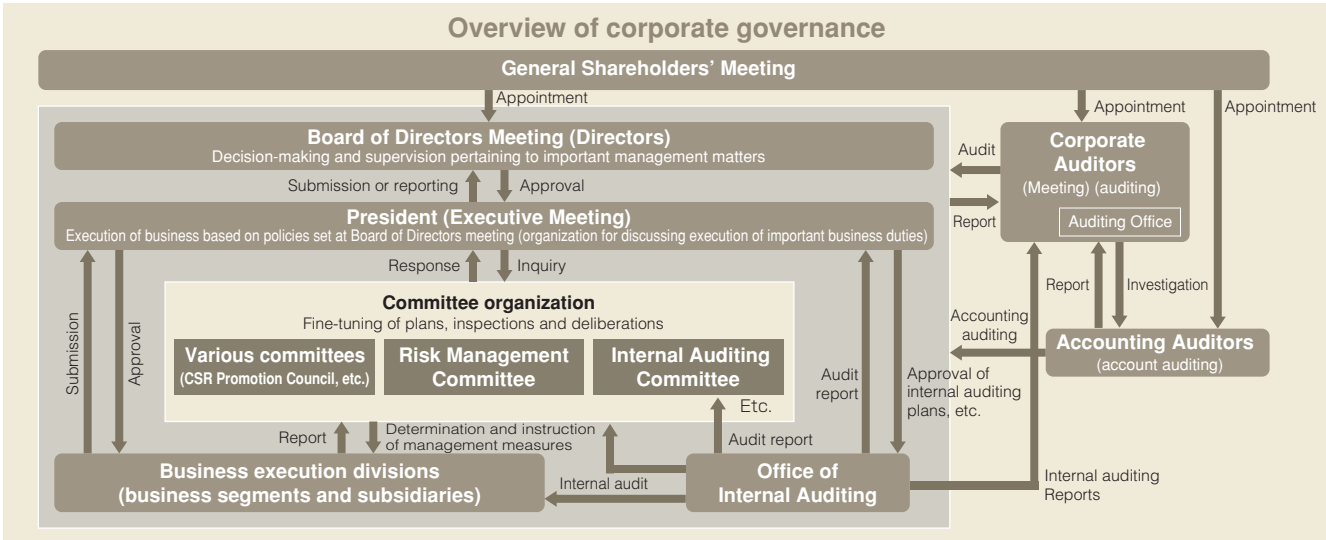 Overview of corporate governance
General Shareholders' Meeting
Appointment
Appointment
Appointment
Board of Directors Meeting (Directors)
Decision-making and supervision pertaining to important management matters
Corporate
Auditors
(Meeting) (auditing)
Auditing Office
Audit
Report
Submission or reporting
Approval
President (Executive Meeting)
Execution of business based on policies set at Board of Directors meeting (organization for discussing execution of important business duties)
Response
Inquiry
Report
Investigation
Committee organization
Fine-tuning of plans, inspections and deliberations
Various committees
(CSR Promotion Council, etc.)
Risk Management
Committee
Internal Auditing
Committee
Etc.
Submission
Approval
Audit
report
Approval of
internal auditing
plans, etc.
Accounting
auditing
Accounting Auditors
(account auditing)
Report
Determination and instruction
of management measures
Audit report
Business execution divisions
(business segments and subsidiaries)
Internal audit
Office of
Internal Auditing
Internal auditing
Reports